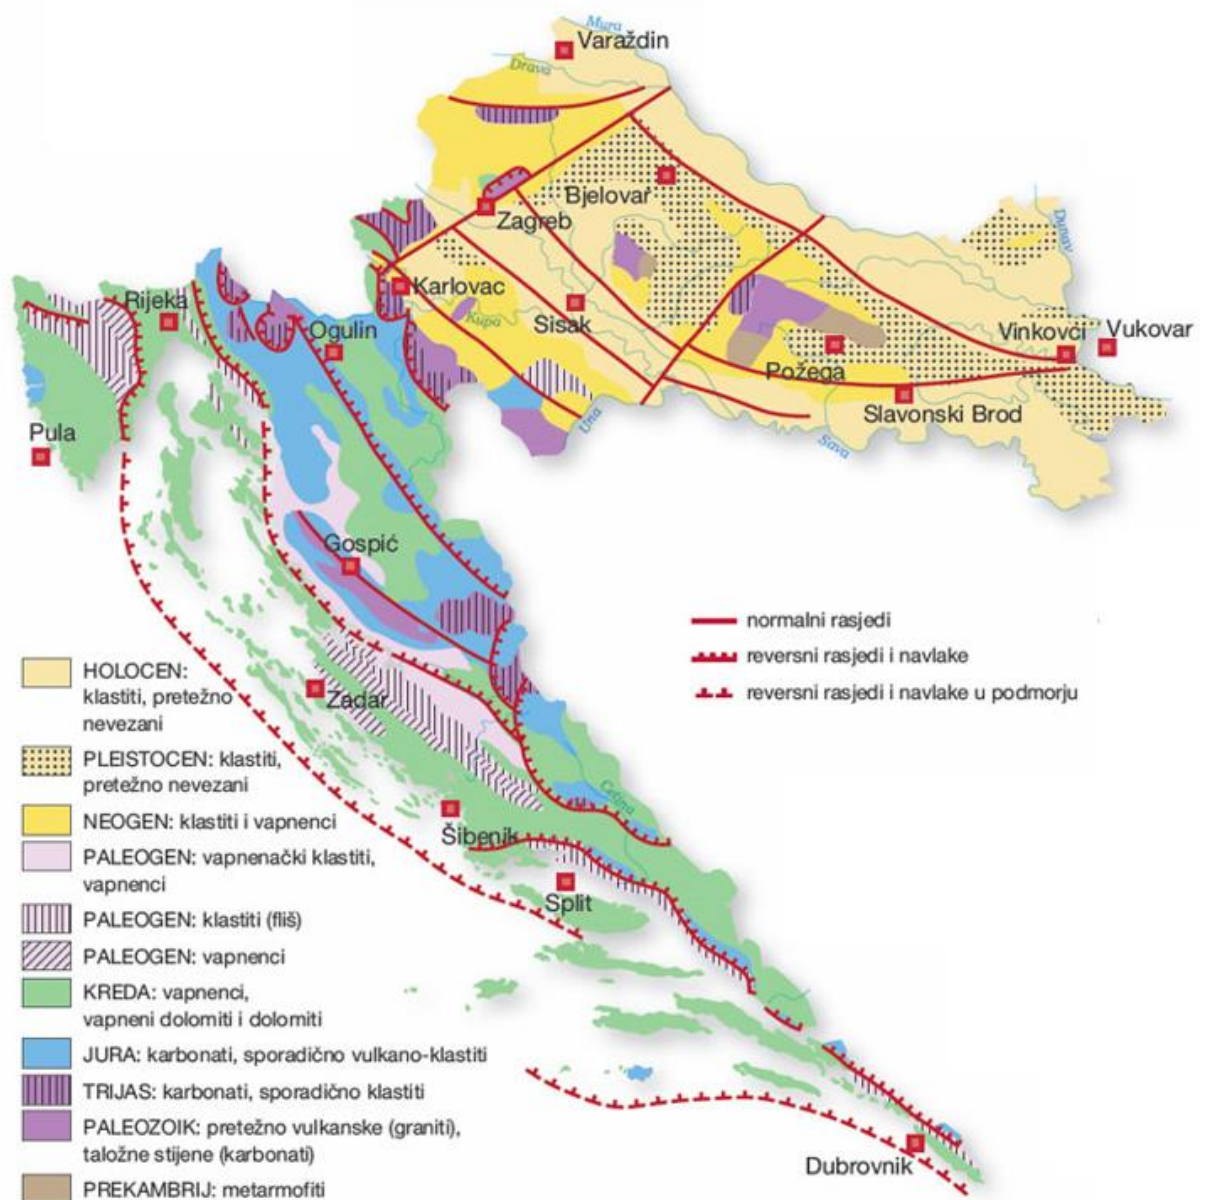 Mura
Varaždin
Drava
Bjelovar
Zagreb
Dunav
Karlovac
Rijeka
Kupa
Sisak
Ogulin
Vinkovci
Vukovar
Požega
Slavonski Brod
Una
Sava
Pula
Gospić
normalni rasjedi
reversni rasjedi i navlake
reversni rasjedi i navlake u podmorju
Zadar
Cetina
Šibenik
Split
Dubrovnik
HOLOCEN:
klastiti, pretežno
nevezani
PLEISTOCEN: klastiti,
pretežno nevezani
NEOGEN: klastiti i vapnenci
PALEOGEN: vapnenački klastiti,
vapnenci
PALEOGEN: klastiti (fliš)
PALEOGEN: vapnenci
KREDA: vapnenci,
vapneni dolomiti i dolomiti
JURA: karbonati, sporadično vulkano-klastiti
TRIJAS: karbonati, sporadično klastiti
PALEOZOIK: pretežno vulkanske (graniti),
taložne stijene (karbonati)
PREKAMBRIJ: metarmofiti